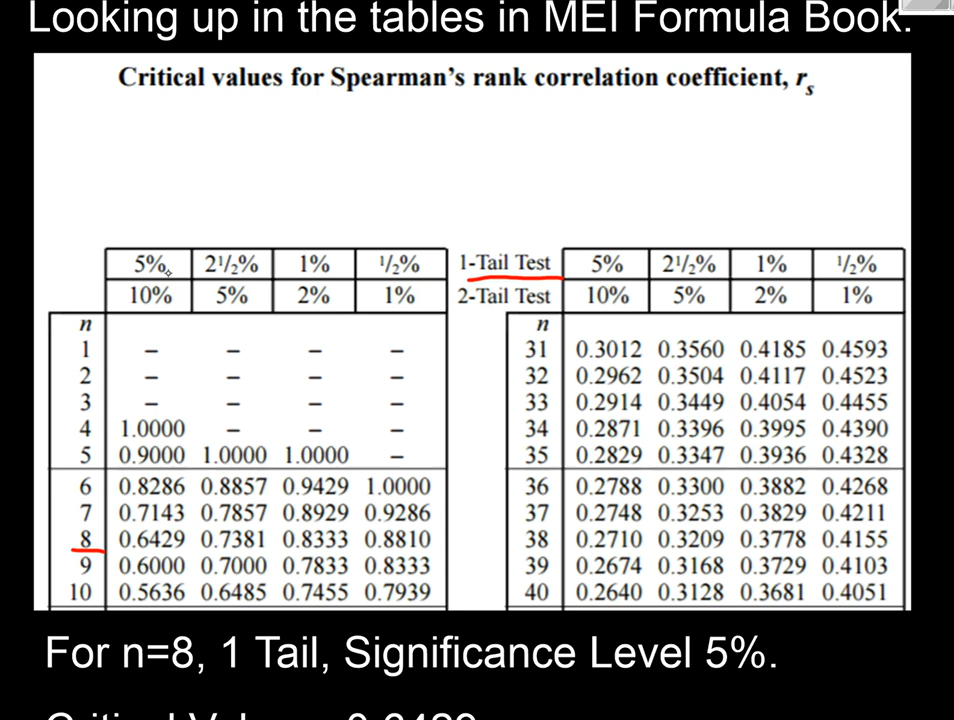 Looking up in the tables in MEI Formula Book.
Critical values for Spearman's rank correlation coefficient, rₛ
5% 2½% 1% ½% 1-Tail Test 5% 2½% 1% ½%
10% 5% 2% 1% 2-Tail Test 10% 5% 2% 1%
n n
1 – – – – 31 0.3012 0.3560 0.4185 0.4593
2 – – – – 32 0.2962 0.3504 0.4117 0.4523
3 – – – – 33 0.2914 0.3449 0.4054 0.4455
4 1.0000 – – – 34 0.2871 0.3396 0.3995 0.4390
5 0.9000 1.0000 1.0000 – 35 0.2829 0.3347 0.3936 0.4328
6 0.8286 0.8857 0.9429 1.0000 36 0.2788 0.3300 0.3882 0.4268
7 0.7143 0.7857 0.8929 0.9286 37 0.2748 0.3253 0.3829 0.4211
8 0.6429 0.7381 0.8333 0.8810 38 0.2710 0.3209 0.3778 0.4155
9 0.6000 0.7000 0.7833 0.8333 39 0.2674 0.3168 0.3729 0.4103
10 0.5636 0.6485 0.7455 0.7939 40 0.2640 0.3128 0.3681 0.4051
For n=8, 1 Tail, Significance Level 5%.